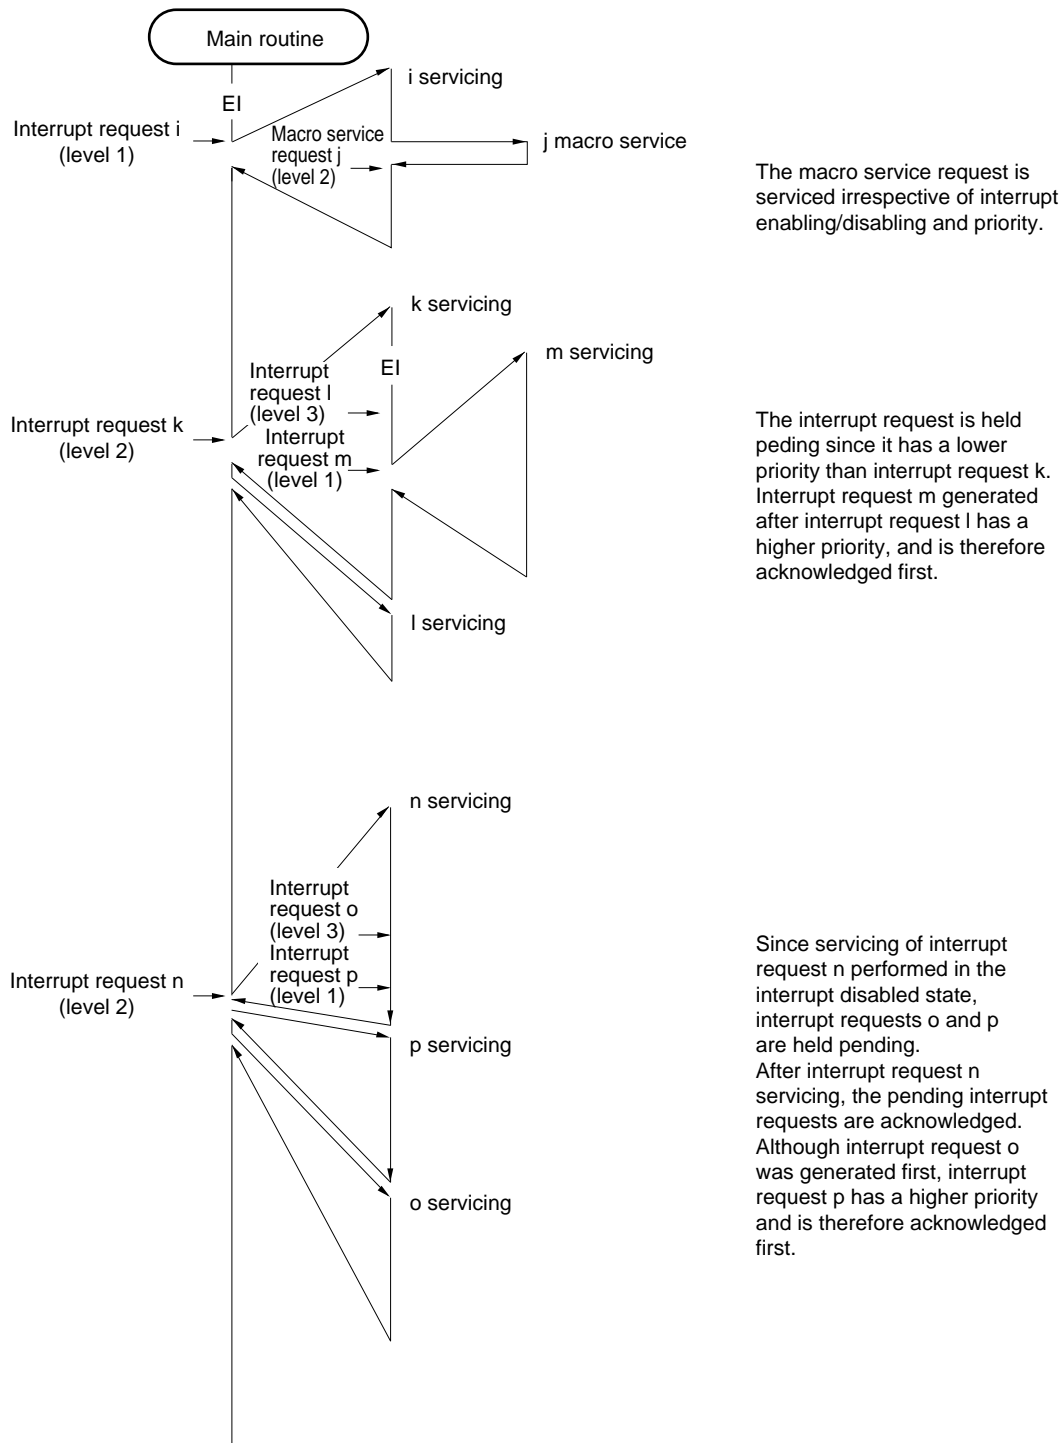 Main routine
EI
i servicing
Interrupt request i
(level 1)
Macro service
request j
(level 2)
j macro service
The macro service request is
serviced irrespective of interrupt
enabling/disabling and priority.
k servicing
EI
m servicing
Interrupt
request l
(level 3)
Interrupt request k
(level 2)
Interrupt
request m
(level 1)
The interrupt request is held
peding since it has a lower
priority than interrupt request k.
Interrupt request m generated
after interrupt request l has a
higher priority, and is therefore
acknowledged first.
l servicing
n servicing
Interrupt
request o
(level 3)
Interrupt
request p
(level 1)
Interrupt request n
(level 2)
p servicing
o servicing
Since servicing of interrupt
request n performed in the
interrupt disabled state,
interrupt requests o and p
are held pending.
After interrupt request n
servicing, the pending interrupt
requests are acknowledged.
Although interrupt request o
was generated first, interrupt
request p has a higher priority
and is therefore acknowledged
first.